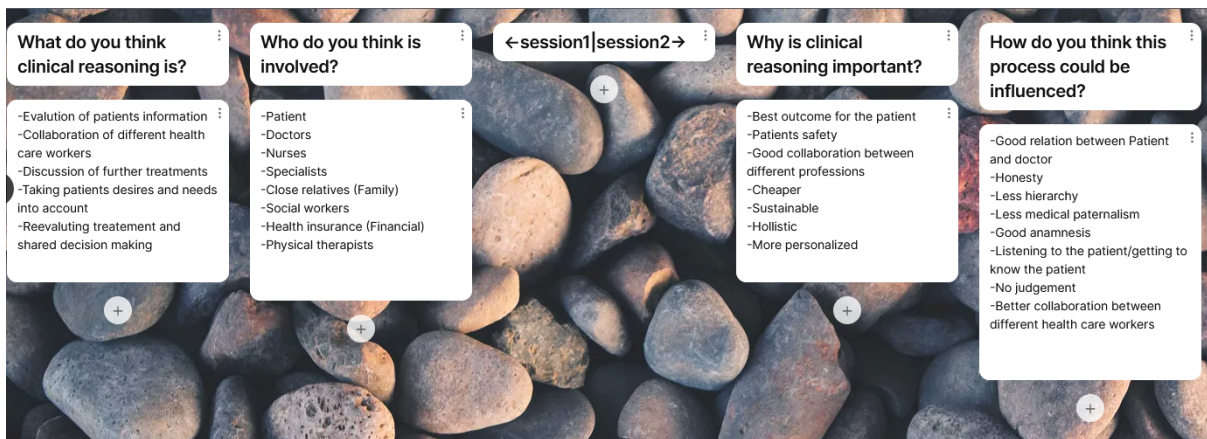 What do you think
clinical reasoning is?
-Evalution of patients information
-Collaboration of different health
care workers
-Discussion of further treatments
-Taking patients desires and needs
into account
-Reevaluting treatement and
shared decision making
Who do you think is
involved?
-Patient
-Doctors
-Nurses
-Specialists
-Close relatives (Family)
-Social workers
-Health insurance (Financial)
-Physical therapists
←session1|session2→
Why is clinical
reasoning important?
-Best outcome for the patient
-Patients safety
-Good collaboration between
different professions
-Cheaper
-Sustainable
-Hollistic
-More personalized
How do you think this
process could be
influenced?
-Good relation between Patient
and doctor
-Honesty
-Less hierarchy
-Less medical paternalism
-Good anamnesis
-Listening to the patient/getting to
know the patient
-No judgement
-Better collaboration between
different health care workers